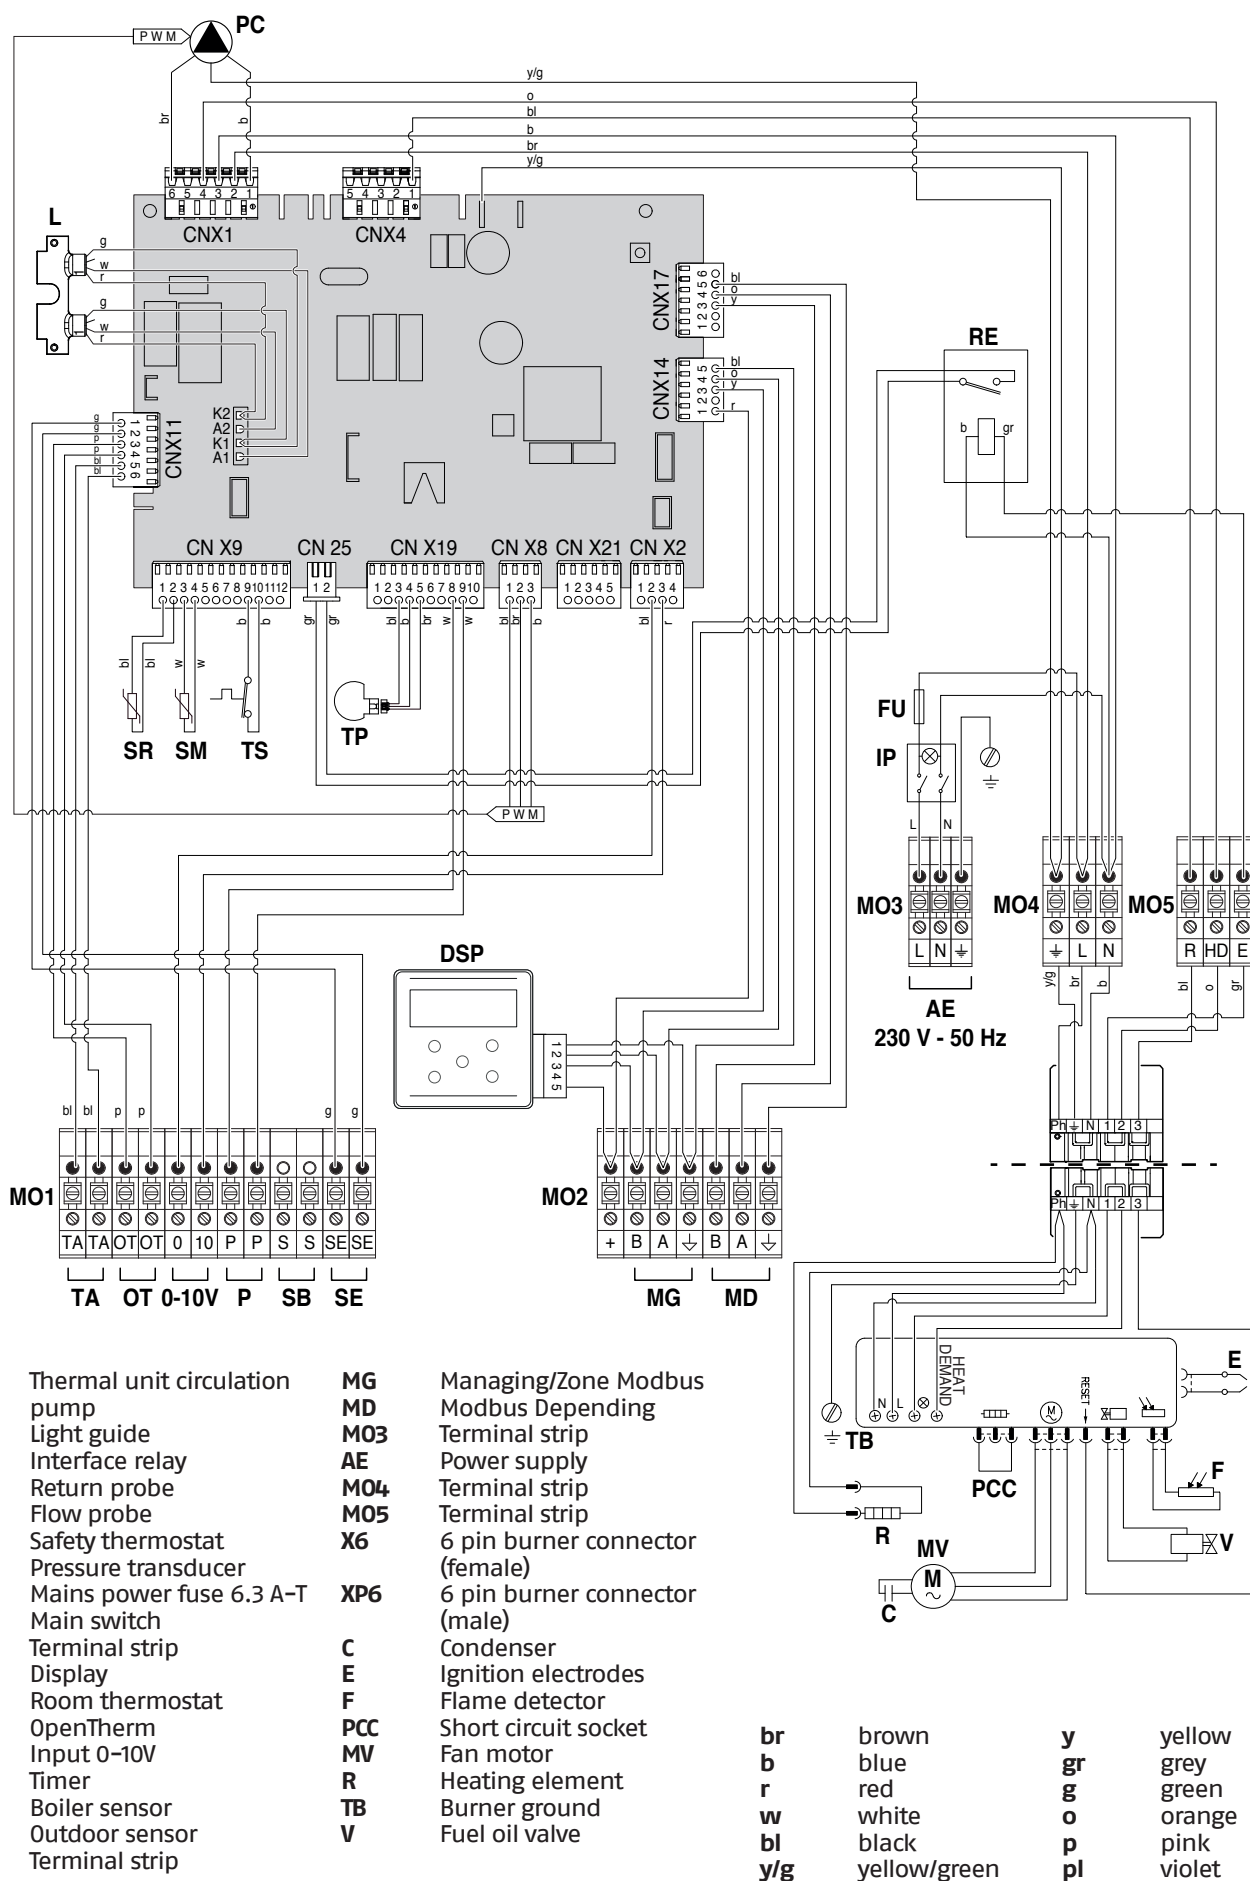 PC
P W M
y/g
o
bl
b
br
y/g
br
b
6 5 4 3 2 1
5 4 3 2 1
CNX1
CNX4
L
g
w
r
g
w
r
CNX17
1 2 3 4 5 6
bl
o
y
CNX14
1 2 3 4 5
bl
o
y
r
RE
b
gr
K2
A2
K1
A1
g
g
p
p
bl
bl
1 2 3 4 5 6
CNX11
CN X9
CN 25
CN X19
CN X8
CN X21
CN X2
1 2 3 4 5 6 7 8 9 10 11 12
1 2
1 2 3 4 5 6 7 8 9 10
1 2 3
1 2 3 4 5
1 2 3 4
b
b
gr
gr
bl
b
br
w
w
bl
br
b
bl
r
bl
bl
w
w
SR
SM
TS
TP
FU
IP
P W M
L
N
MO3
MO4
MO5
L N
L N
R HD E
AE
230 V - 50 Hz
y/g
br
b
bl
o
gr
DSP
1 2 3 4 5
Ph N 1 2 3
Ph N 1 2 3
bl bl p p g g
MO1
TA TA OT OT 0 10 P P S S SE SE
TA OT 0-10V P SB SE
MO2
+ B A B A
MG MD
HEAT
DEMAND
N L
RESET
M
E
TB
PCC
F
R
V
MV
M
C
Thermal unit circulation
pump
Light guide
Interface relay
Return probe
Flow probe
Safety thermostat
Pressure transducer
Mains power fuse 6.3 A-T
Main switch
Terminal strip
Display
Room thermostat
OpenTherm
Input 0-10V
Timer
Boiler sensor
Outdoor sensor
Terminal strip
MG Managing/Zone Modbus
MD Modbus Depending
MO3 Terminal strip
AE Power supply
MO4 Terminal strip
MO5 Terminal strip
X6 6 pin burner connector
(female)
XP6 6 pin burner connector
(male)
C Condenser
E Ignition electrodes
F Flame detector
PCC Short circuit socket
MV Fan motor
R Heating element
TB Burner ground
V Fuel oil valve
br brown
b blue
r red
w white
bl black
y/g yellow/green
y yellow
gr grey
g green
o orange
p pink
pl violet